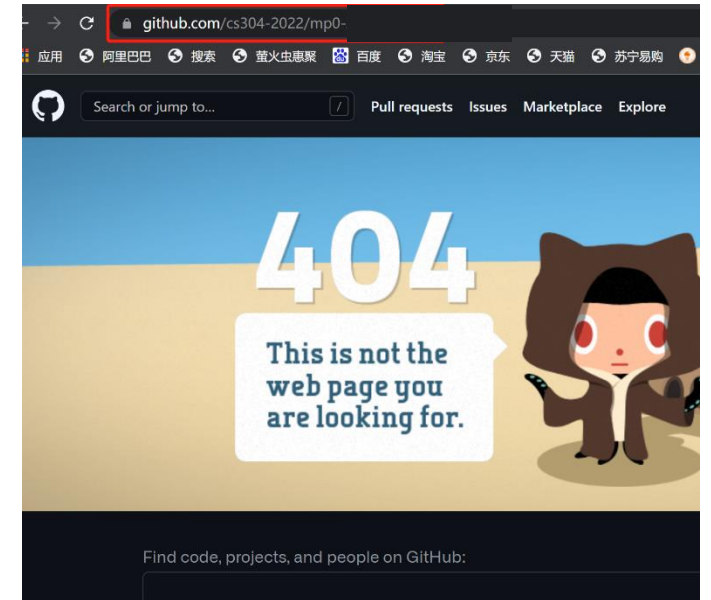 github.com/cs304-2022/mp0-
应用 阿里巴巴 搜索 萤火虫惠聚 百度 淘宝 京东 天猫 苏宁易购
Search or jump to... / Pull requests Issues Marketplace Explore
404
This is not the
web page you
are looking for.
Find code, projects, and people on GitHub: